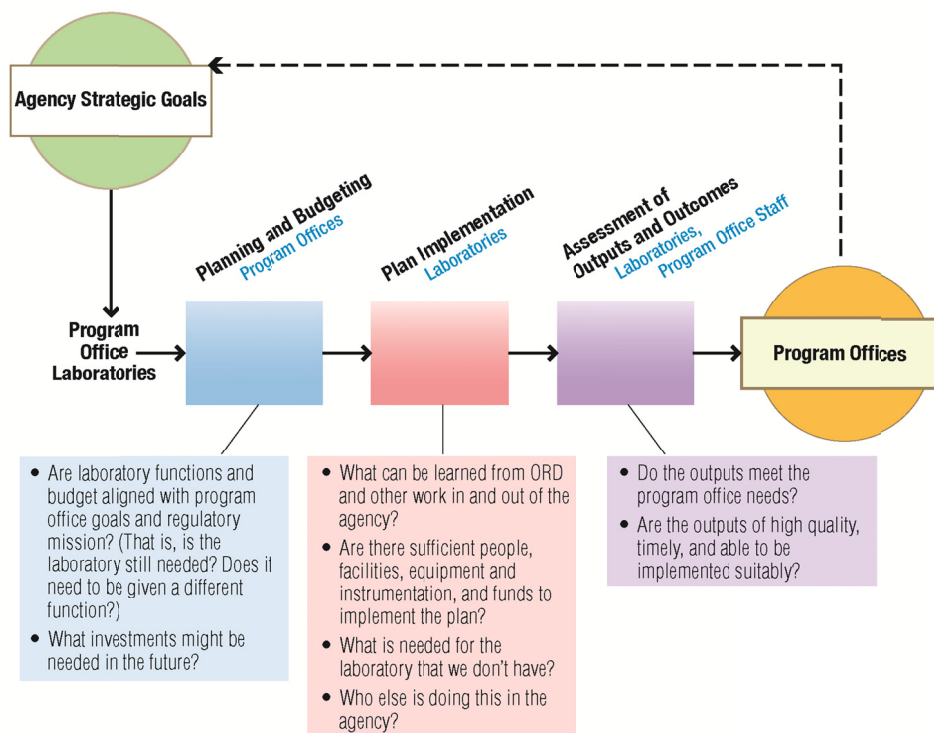 Agency Strategic Goals
Planning and Budgeting
Program Offices
Plan Implementation
Laboratories
Assessment of
Outputs and Outcomes
Laboratories,
Program Office Staff
Program
Office
Laboratories
Program Offices
• Are laboratory functions and
budget aligned with program
office goals and regulatory
mission? (That is, is the
laboratory still needed? Does it
need to be given a different
function?)
• What investments might be
needed in the future?
• What can be learned from ORD
and other work in and out of the
agency?
• Are there sufficient people,
facilities, equipment and
instrumentation, and funds to
implement the plan?
• What is needed for the
laboratory that we don't have?
• Who else is doing this in the
agency?
• Do the outputs meet the
program office needs?
• Are the outputs of high quality,
timely, and able to be
implemented suitably?